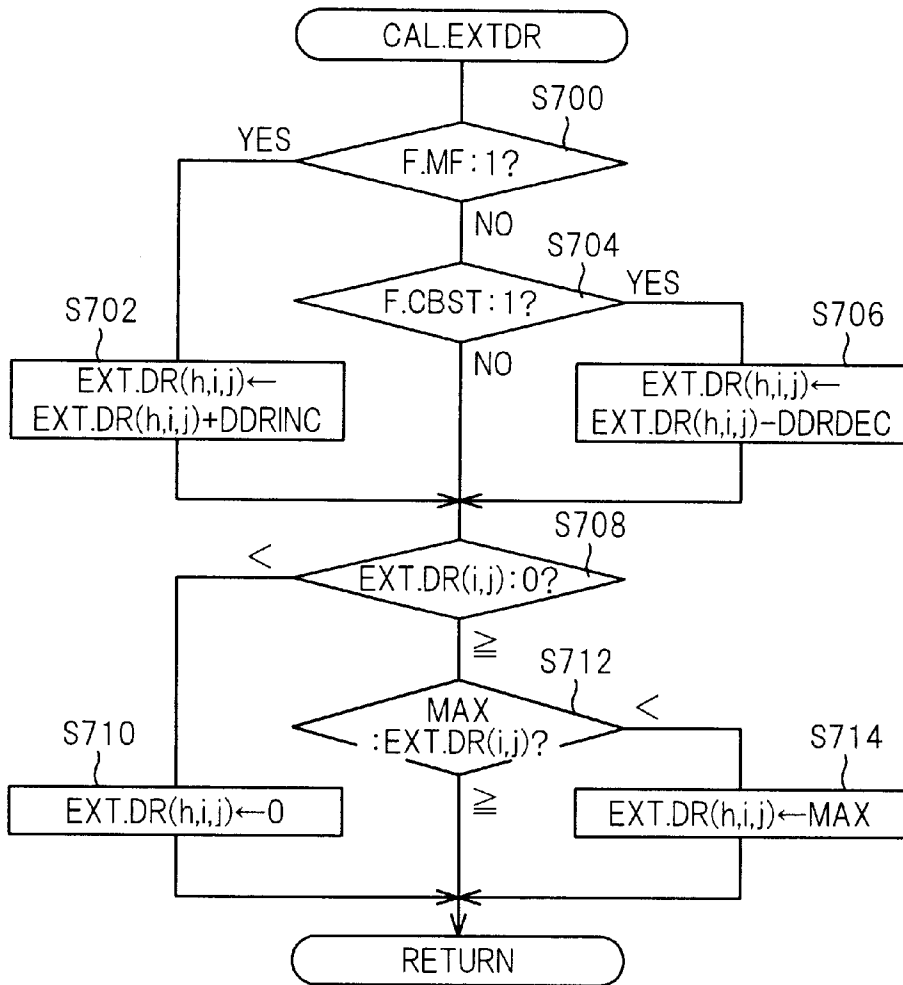 CAL.EXTDR
S700
YES
F.MF:1?
NO
S704
F.CBST:1?
YES
S702
S706
NO
EXT.DR(h,i,j)←
EXT.DR(h,i,j)+DDRINC
EXT.DR(h,i,j)←
EXT.DR(h,i,j)−DDRDEC
S708
<
EXT.DR(i,j):0?
≧
S712
MAX
:EXT.DR(i,j)?
<
S710
S714
EXT.DR(h,i,j)←0
≧
EXT.DR(h,i,j)←MAX
RETURN